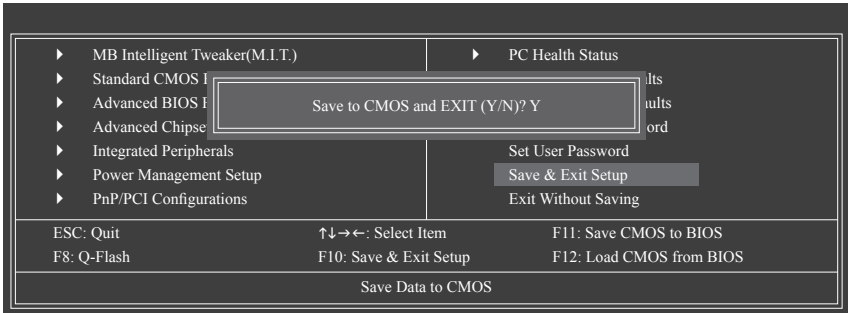 MB Intelligent Tweaker(M.I.T.)
Standard CMOS
Advanced BIOS
Advanced
Integrated Peripherals
Power Management Setup
PnP/PCI Configurations
PC Health Status
Set User Password
Save & Exit Setup
Exit Without Saving
Save to CMOS and EXIT (Y/N)? Y
ESC: Quit
↑↓→←: Select Item
F11: Save CMOS to BIOS
F8: Q-Flash
F10: Save & Exit Setup
F12: Load CMOS from BIOS
Save Data to CMOS